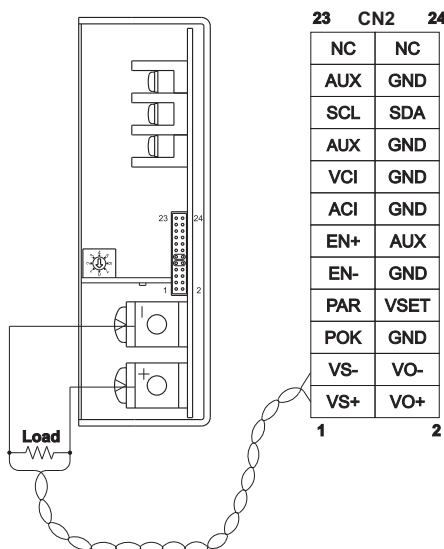 23 CN2 24
NC NC
AUX GND
SCL SDA
AUX GND
VCI GND
ACI GND
EN+ AUX
EN- GND
PAR VSET
POK GND
VS- VO-
VS+ VO+
1 2
23 24
1 2
−
+
Load